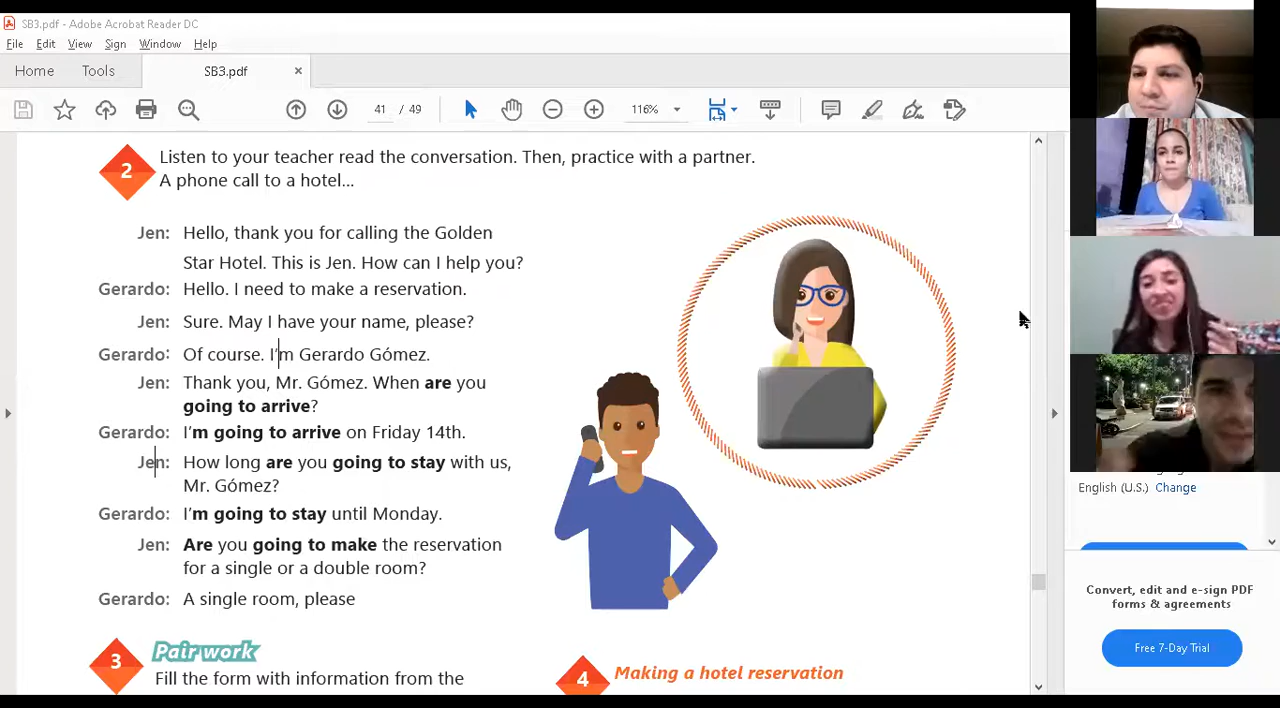 SB3.pdf - Adobe Acrobat Reader DC
File Edit View Sign Window Help
Home Tools SB3.pdf ×
41 / 49 116%
2
Listen to your teacher read the conversation. Then, practice with a partner.
A phone call to a hotel...
Jen: Hello, thank you for calling the Golden
Star Hotel. This is Jen. How can I help you?
Gerardo: Hello. I need to make a reservation.
Jen: Sure. May I have your name, please?
Gerardo: Of course. I'm Gerardo Gómez.
Jen: Thank you, Mr. Gómez. When are you
going to arrive?
Gerardo: I'm going to arrive on Friday 14th.
Jen: How long are you going to stay with us,
Mr. Gómez?
Gerardo: I'm going to stay until Monday.
Jen: Are you going to make the reservation
for a single or a double room?
Gerardo: A single room, please
3
Pair work
Fill the form with information from the
4
Making a hotel reservation
English (U.S.) Change
Convert, edit and e-sign PDF
forms & agreements
Free 7-Day Trial